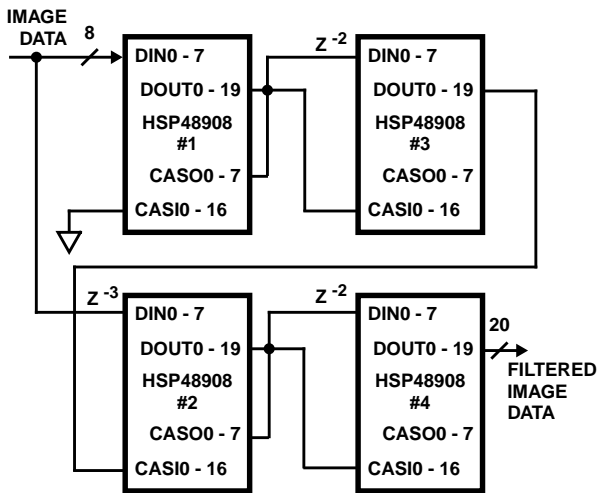 IMAGE
DATA
8
DIN0 - 7
DOUT0 - 19
HSP48908
#1
CASO0 - 7
CASI0 - 16
Z -2
DIN0 - 7
DOUT0 - 19
HSP48908
#3
CASO0 - 7
CASI0 - 16
Z -3
DIN0 - 7
DOUT0 - 19
HSP48908
#2
CASO0 - 7
CASI0 - 16
Z -2
DIN0 - 7
DOUT0 - 19
HSP48908
#4
CASO0 - 7
CASI0 - 16
20
FILTERED
IMAGE
DATA